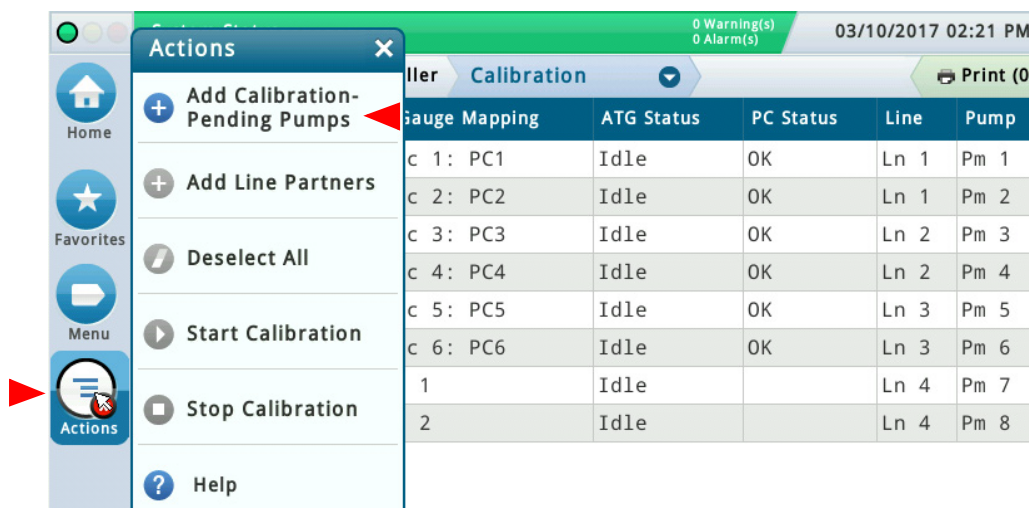 0 Warning(s)
0 Alarm(s)
03/10/2017 02:21 PM
Actions
ller Calibration Print (0
Home
Favorites
Menu
Actions
Add Calibration-
Pending Pumps
Add Line Partners
Deselect All
Start Calibration
Stop Calibration
Help
Gauge Mapping ATG Status PC Status Line Pump
c 1: PC1 Idle OK Ln 1 Pm 1
c 2: PC2 Idle OK Ln 1 Pm 2
c 3: PC3 Idle OK Ln 2 Pm 3
c 4: PC4 Idle OK Ln 2 Pm 4
c 5: PC5 Idle OK Ln 3 Pm 5
c 6: PC6 Idle OK Ln 3 Pm 6
1 Idle Ln 4 Pm 7
2 Idle Ln 4 Pm 8